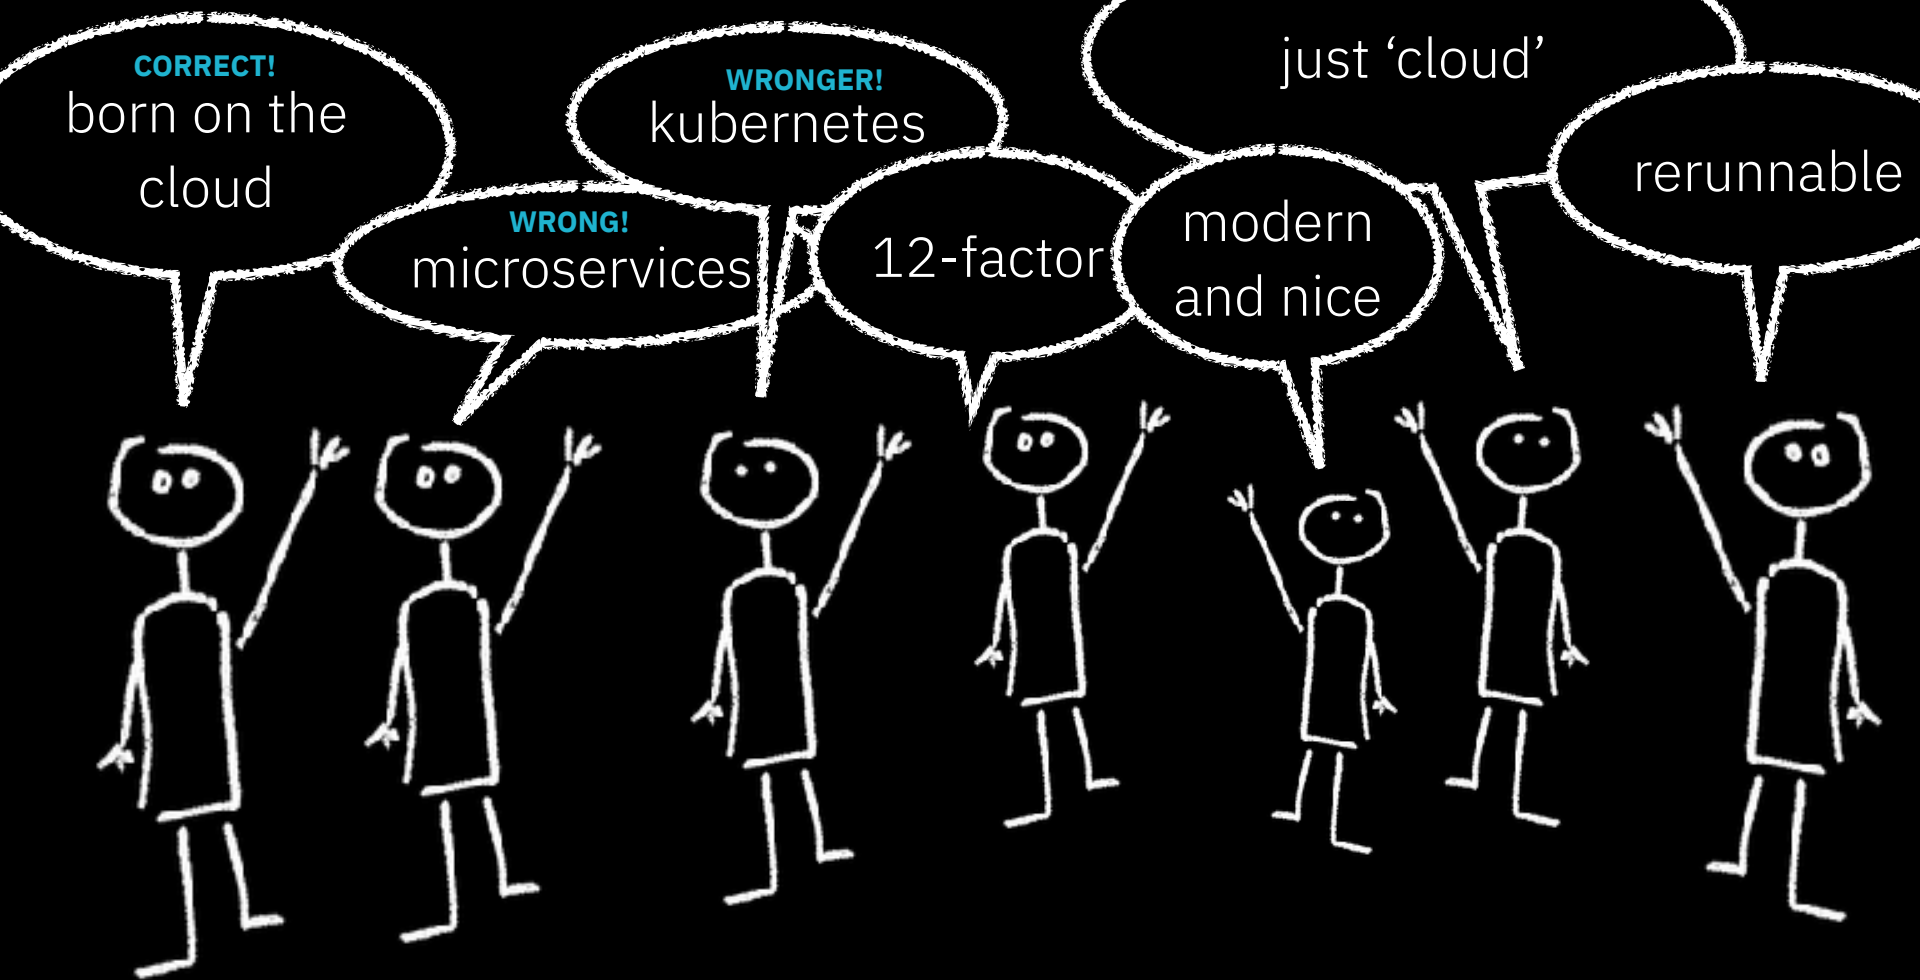 CORRECT!
born on the
cloud
WRONG!
microservices
WRONGER!
kubernetes
12-factor
modern
and nice
just ‘cloud’
rerunnable